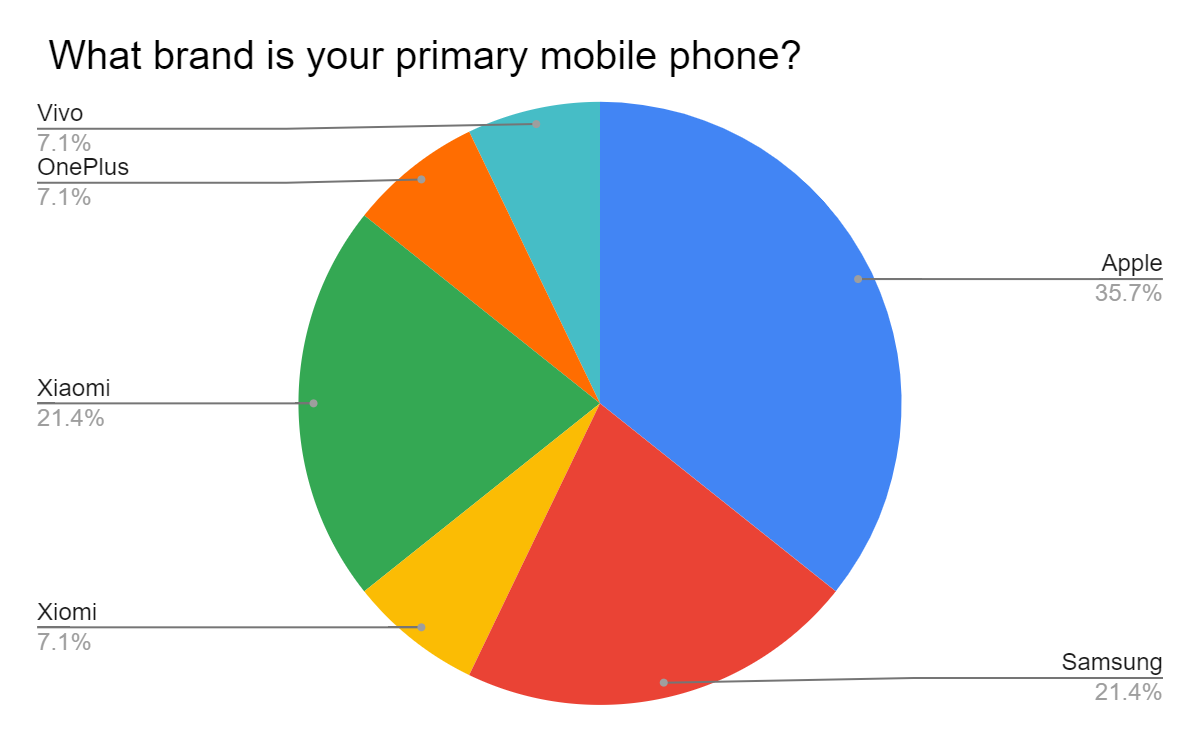 What brand is your primary mobile phone?
Vivo
7.1%
OnePlus
7.1%
Apple
35.7%
Xiaomi
21.4%
Xiomi
7.1%
Samsung
21.4%